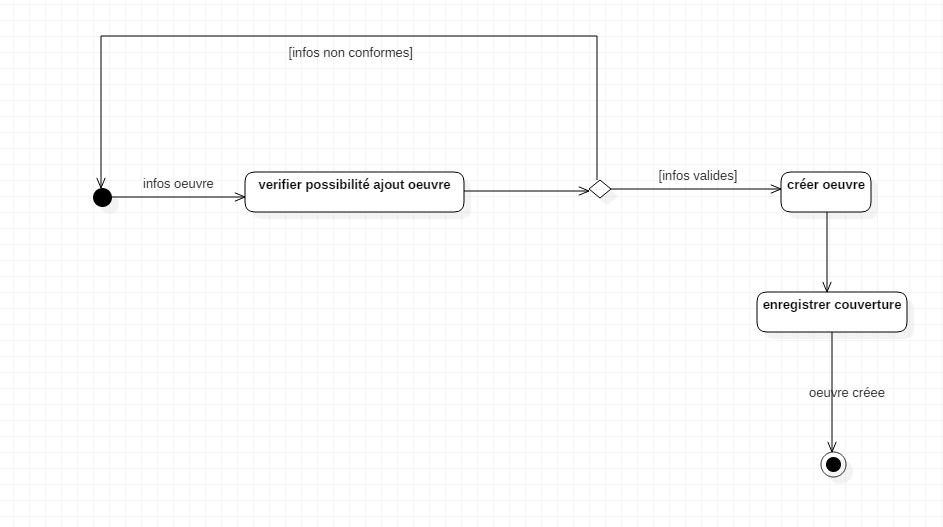 [infos non conformes]
infos oeuvre
verifier possibilité ajout oeuvre
[infos valides]
créer oeuvre
enregistrer couverture
oeuvre créee